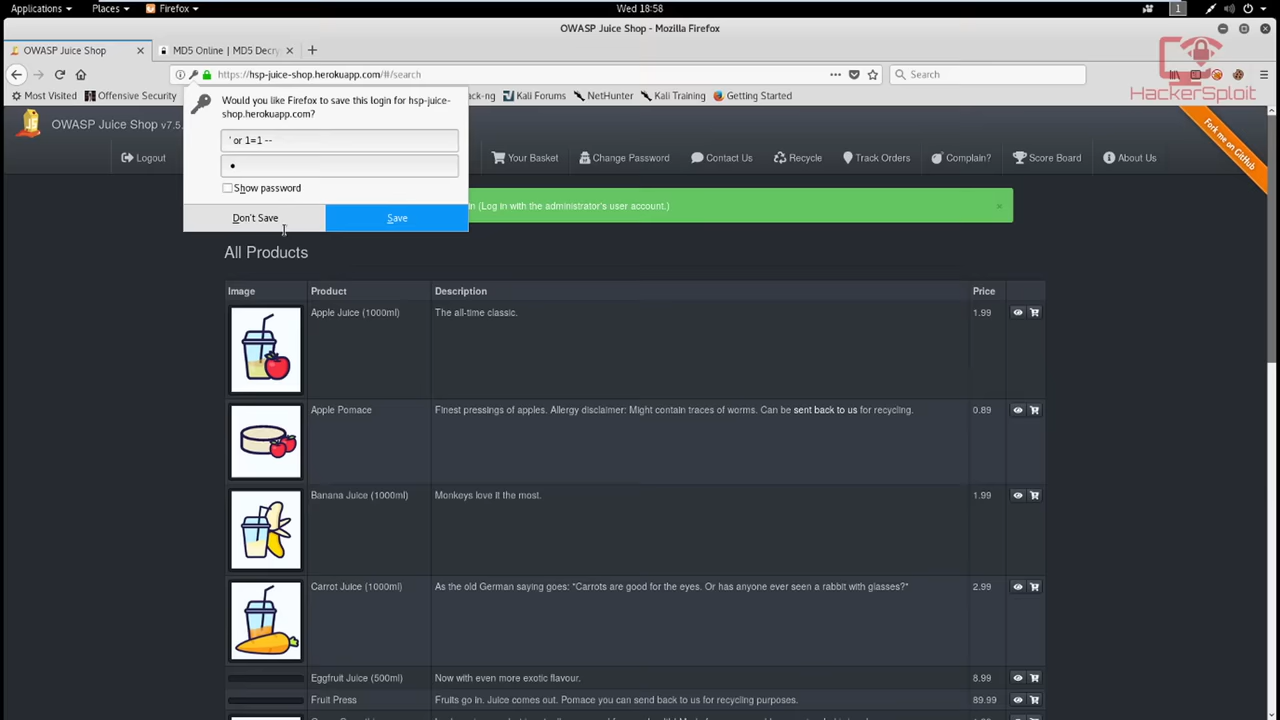 Applications Places Firefox Wed 18:58 1
OWASP Juice Shop - Mozilla Firefox
OWASP Juice Shop MD5 Online | MD5 Decry
https://hsp-juice-shop.herokuapp.com/#/search Search
HackerSploit
Most Visited Offensive Security ck-ng Kali Forums NetHunter Kali Training Getting Started
Would you like Firefox to save this login for hsp-juice-
shop.herokuapp.com?
' or 1=1 --
Show password
Don't Save Save
OWASP Juice Shop v7.5.
Fork me on GitHub
Logout Your Basket Change Password Contact Us Recycle Track Orders Complain? Score Board About Us
in (Log in with the administrator's user account.) ×
All Products
Image Product Description Price
Apple Juice (1000ml) The all-time classic. 1.99
Apple Pomace Finest pressings of apples. Allergy disclaimer: Might contain traces of worms. Can be sent back to us for recycling. 0.89
Banana Juice (1000ml) Monkeys love it the most. 1.99
Carrot Juice (1000ml) As the old German saying goes: "Carrots are good for the eyes. Or has anyone ever seen a rabbit with glasses?" 2.99
Eggfruit Juice (500ml) Now with even more exotic flavour. 8.99
Fruit Press Fruits go in. Juice comes out. Pomace you can send back to us for recycling purposes. 89.99